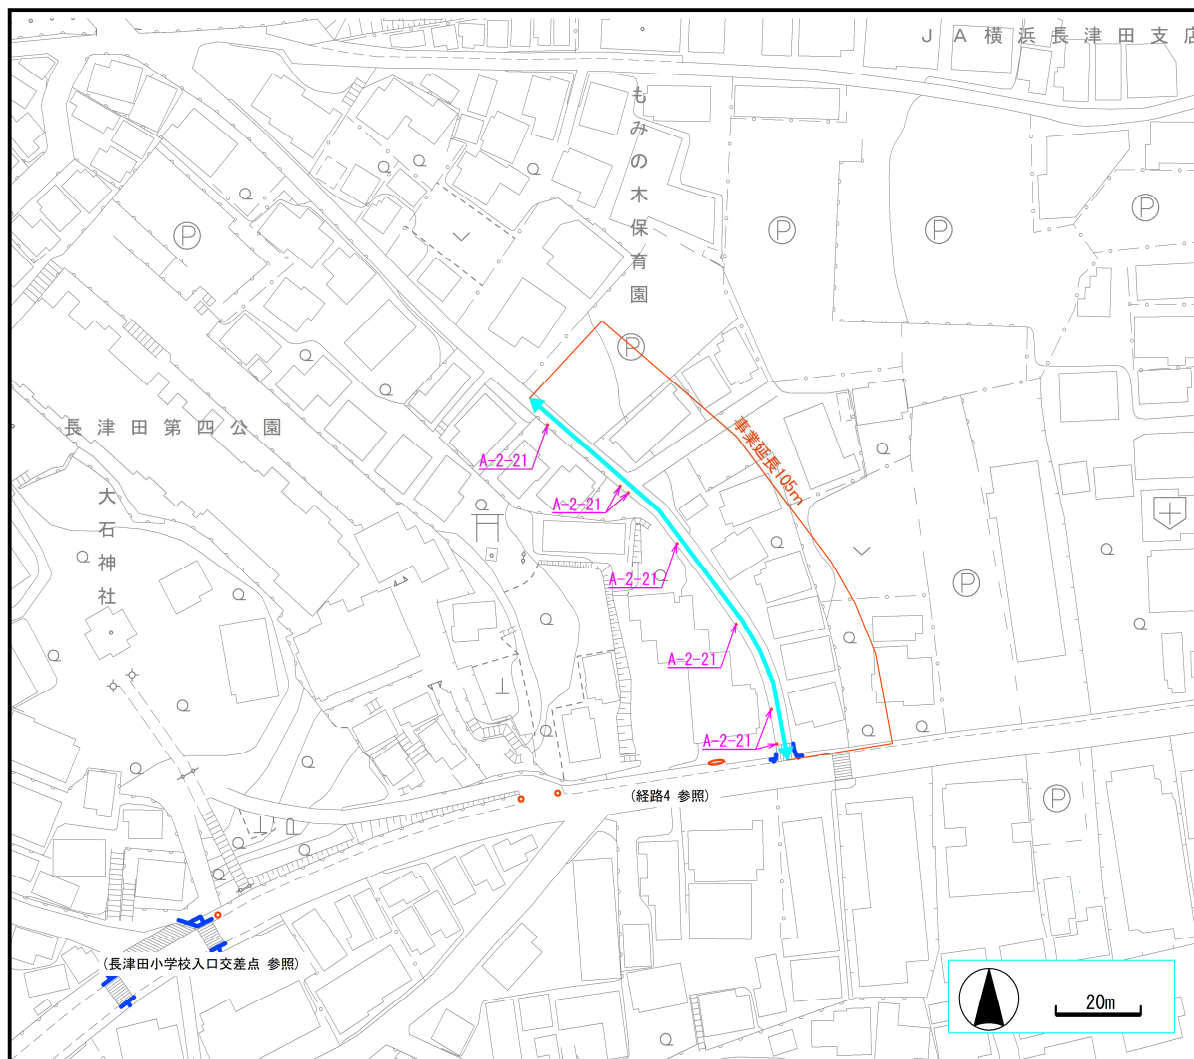 JA横浜長津田支店
もみの木保育園
P
P
P
P
P
長津田第四公園
大石神社
事業延長105m
A-2-21
A-2-21
A-2-21
A-2-21
A-2-21
P
P
(経路4 参照)
(長津田小学校入口交差点 参照)
20m